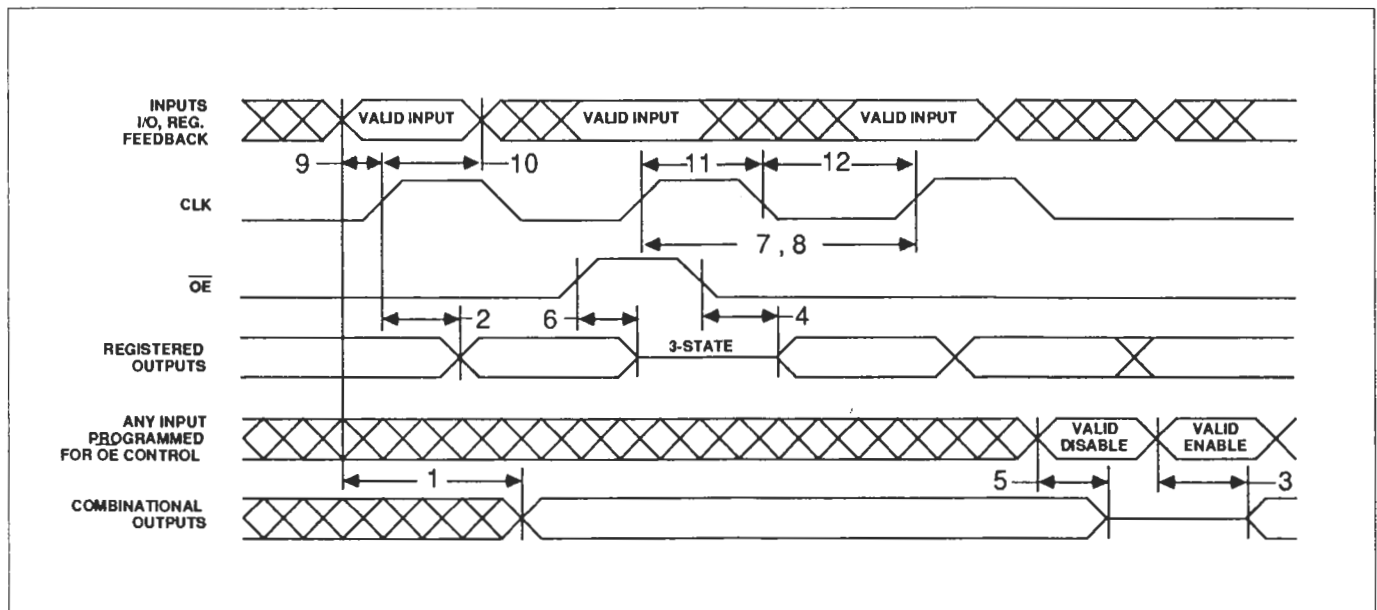 INPUTS
I/O, REG.
FEEDBACK
VALID INPUT
VALID INPUT
VALID INPUT
9
10
11
12
CLK
7 , 8
OE
2
6
4
REGISTERED
OUTPUTS
3-STATE
ANY INPUT
PROGRAMMED
FOR OE CONTROL
VALID
DISABLE
VALID
ENABLE
1
5
3
COMBINATIONAL
OUTPUTS